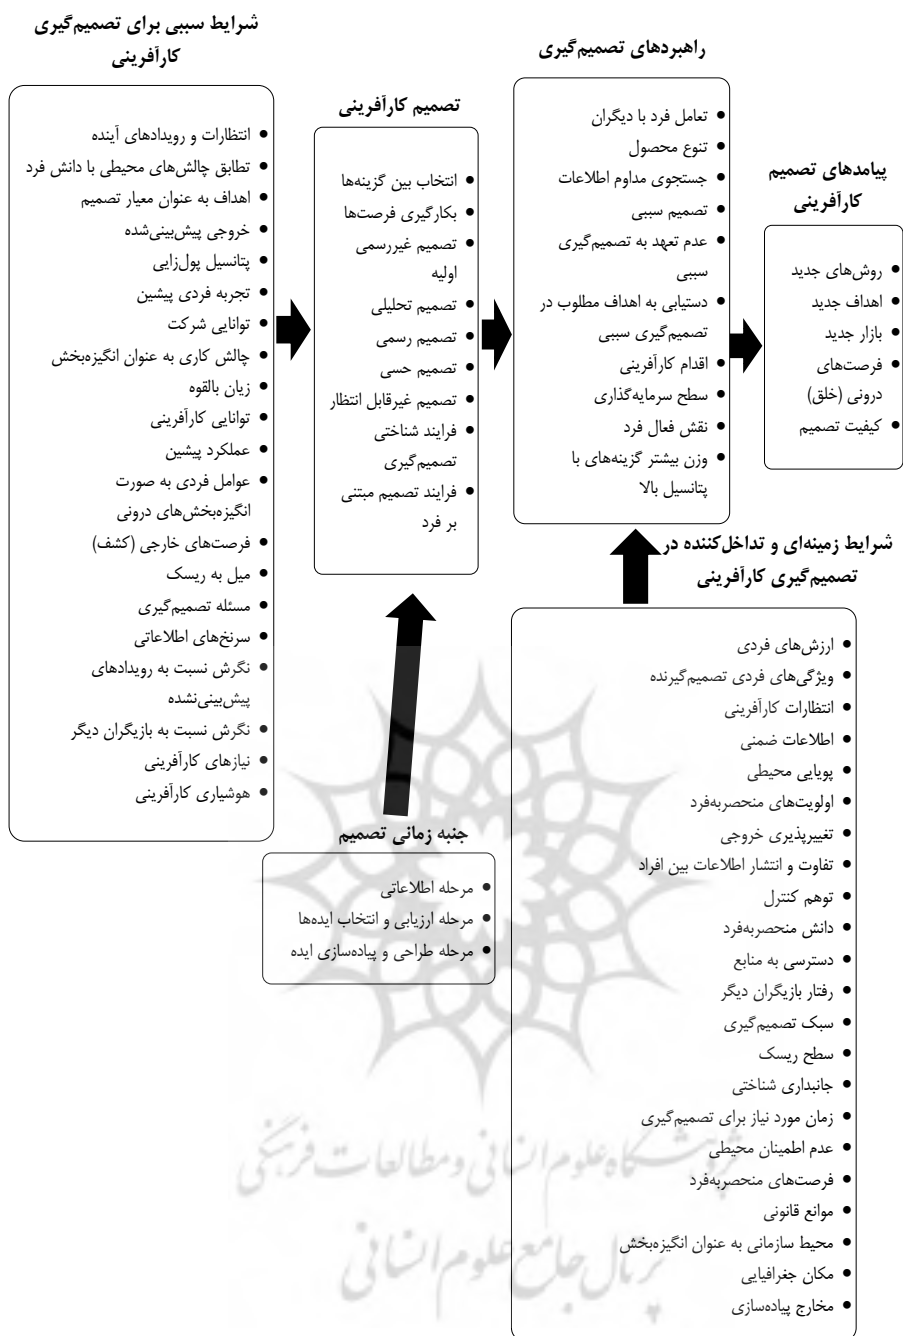 شرایط سببی برای تصمیم‌گیری
کارآفرینی
• انتظارات و رویدادهای آینده
• تطابق چالش‌های محیطی با دانش فرد
• اهداف به عنوان معیار تصمیم
• خروجی پیش‌بینی‌شده
• پتانسیل پول‌زایی
• تجربه فردی پیشین
• توانایی شرکت
• چالش کاری به عنوان انگیزه‌بخش
• زیان بالقوه
• توانایی کارآفرینی
• عملکرد پیشین
• عوامل فردی به صورت
انگیزه‌بخش‌های درونی
• فرصت‌های خارجی (کشف)
• میل به ریسک
• مسئله تصمیم‌گیری
• سرنخ‌های اطلاعاتی
• نگرش نسبت به رویدادهای
پیش‌بینی‌نشده
• نگرش نسبت به بازیگران دیگر
• نیازهای کارآفرینی
• هوشیاری کارآفرینی
تصمیم کارآفرینی
• انتخاب بین گزینه‌ها
• بکارگیری فرصت‌ها
• تصمیم غیررسمی
اولیه
• تصمیم تحلیلی
• تصمیم رسمی
• تصمیم حسی
• تصمیم غیرقابل انتظار
• فرایند شناختی
تصمیم‌گیری
• فرایند تصمیم مبتنی
بر فرد
راهبردهای تصمیم‌گیری
• تعامل فرد با دیگران
• تنوع محصول
• جستجوی مداوم اطلاعات
• تصمیم سببی
• عدم تعهد به تصمیم‌گیری
سببی
• دستیابی به اهداف مطلوب در
تصمیم‌گیری سببی
• اقدام کارآفرینی
• سطح سرمایه‌گذاری
• نقش فعال فرد
• وزن بیشتر گزینه‌های با
پتانسیل بالا
پیامدهای تصمیم
کارآفرینی
• روش‌های جدید
• اهداف جدید
• بازار جدید
• فرصت‌های
درونی (خلق)
• کیفیت تصمیم
جنبه زمانی تصمیم
• مرحله اطلاعاتی
• مرحله ارزیابی و انتخاب ایده‌ها
• مرحله طراحی و پیاده‌سازی ایده
شرایط زمینه‌ای و تداخل‌کننده در
تصمیم‌گیری کارآفرینی
• ارزش‌های فردی
• ویژگی‌های فردی تصمیم‌گیرنده
• انتظارات کارآفرینی
• اطلاعات ضمنی
• پویایی محیطی
• اولویت‌های منحصربه‌فرد
• تغییرپذیری خروجی
• تفاوت و انتشار اطلاعات بین افراد
• توهم کنترل
• دانش منحصربه‌فرد
• دسترسی به منابع
• رفتار بازیگران دیگر
• سبک تصمیم‌گیری
• سطح ریسک
• جانبداری شناختی
• زمان مورد نیاز برای تصمیم‌گیری
• عدم اطمینان محیطی
• فرصت‌های منحصربه‌فرد
• موانع قانونی
• محیط سازمانی به عنوان انگیزه‌بخش
• مکان جغرافیایی
• مخارج پیاده‌سازی
پژوهشگاه علوم انسانی و مطالعات فرهنگی
پرتال جامع علوم انسانی